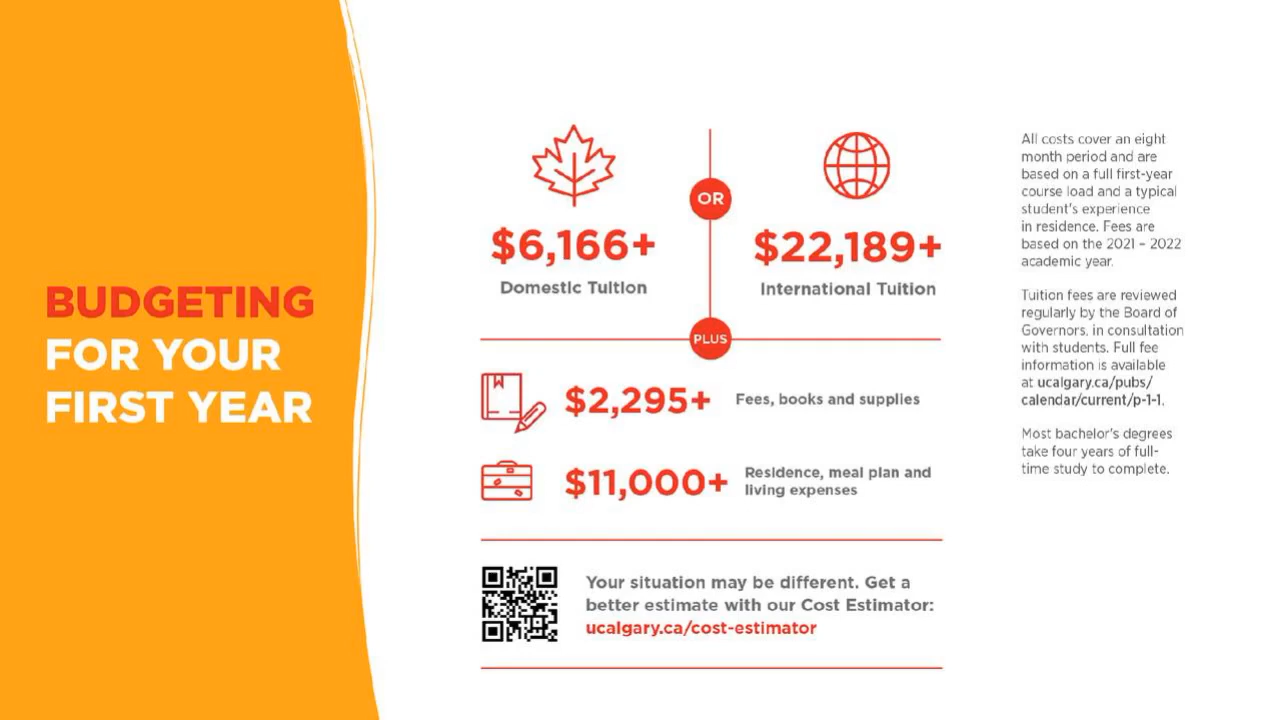 BUDGETING
FOR YOUR
FIRST YEAR
$6,166+
Domestic Tuition
OR
$22,189+
International Tuition
PLUS
$2,295+
Fees, books and supplies
$11,000+
Residence, meal plan and
living expenses
Your situation may be different. Get a
better estimate with our Cost Estimator:
ucalgary.ca/cost-estimator
All costs cover an eight
month period and are
based on a full first-year
course load and a typical
student's experience
in residence. Fees are
based on the 2021 – 2022
academic year.
Tuition fees are reviewed
regularly by the Board of
Governors, in consultation
with students. Full fee
information is available
at ucalgary.ca/pubs/
calendar/current/p-1-1.
Most bachelor's degrees
take four years of full-
time study to complete.